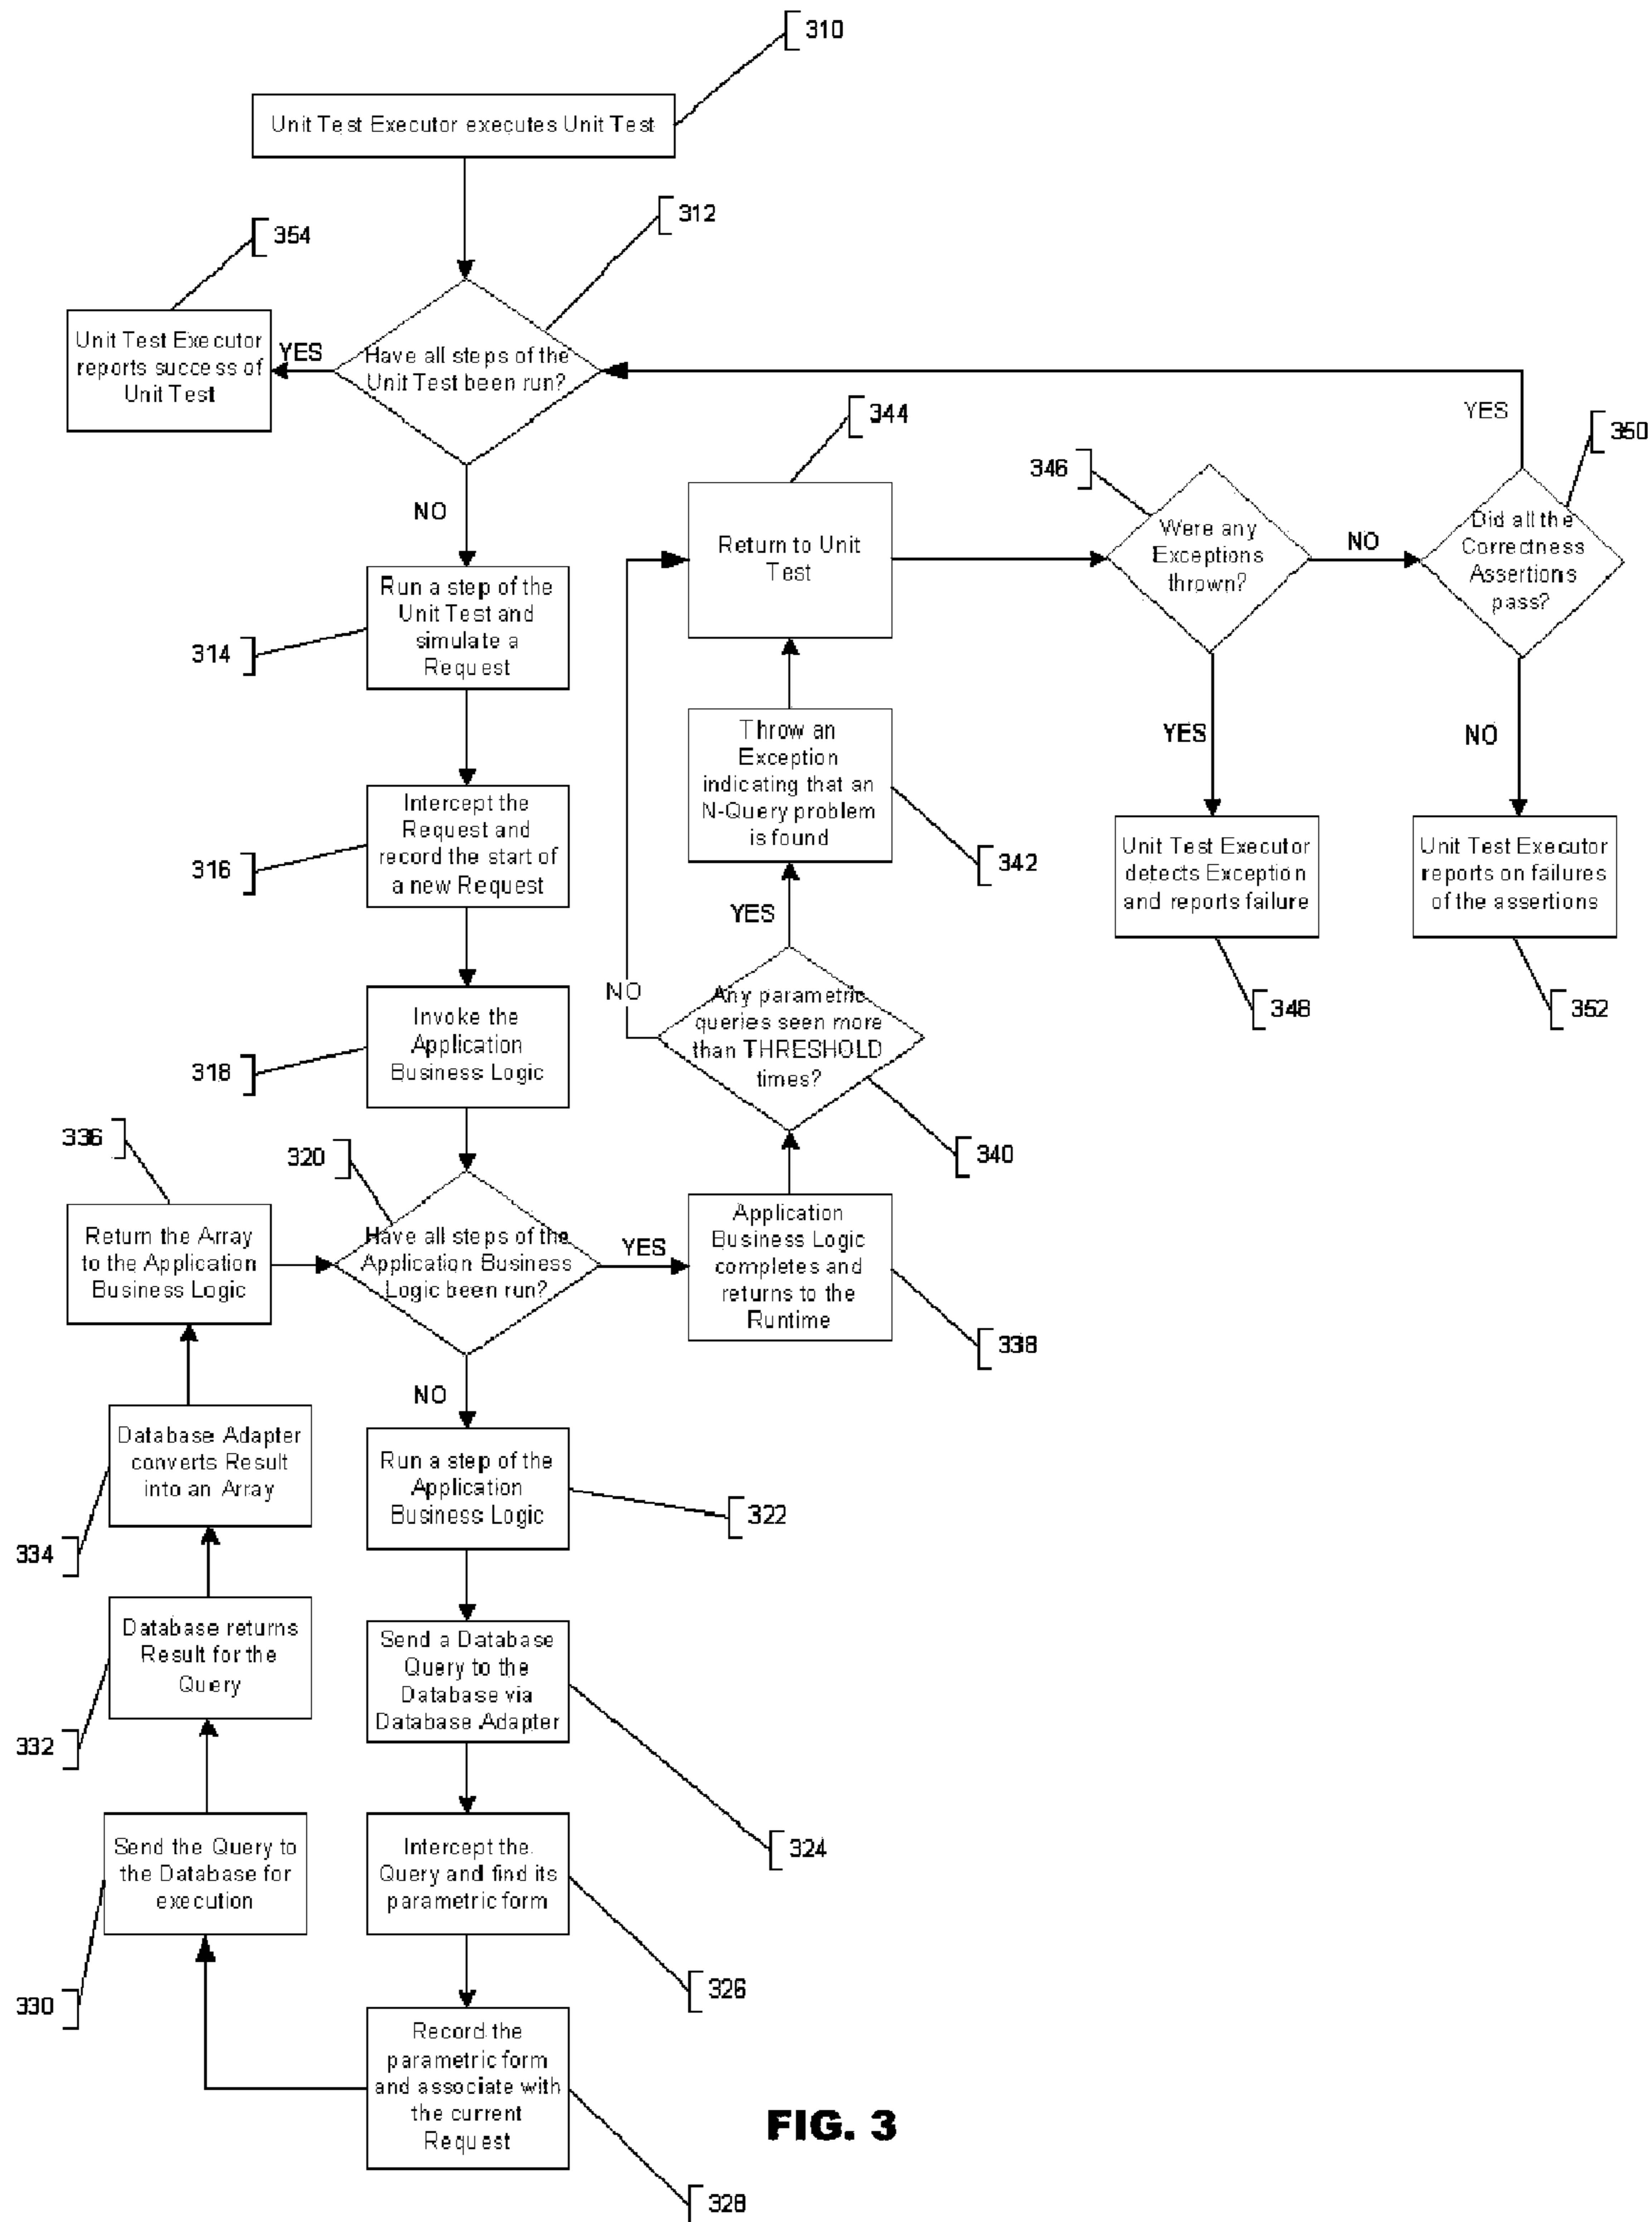 310
Unit Test Executor executes Unit Test
312
354
Unit Test Executor
reports success of
Unit Test
YES
Have all steps of the
Unit Test been run?
NO
344
346
YES
350
Return to Unit
Test
Were any
Exceptions
thrown?
NO
Did all the
Correctness
Assertions
pass?
Run a step of the
Unit Test and
simulate a
Request
314
Throw an
Exception
indicating that an
N-Query problem
is found
342
YES
NO
Intercept the
Request and
record the start of
a new Request
316
Unit Test Executor
detects Exception
and reports failure
348
Unit Test Executor
reports on failures
of the assertions
352
YES
NO
Any parametric
queries seen more
than THRESHOLD
times?
340
Invoke the
Application
Business Logic
318
336
320
Return the Array
to the Application
Business Logic
Have all steps of the
Application Business
Logic been run?
YES
Application
Business Logic
completes and
returns to the
Runtime
338
NO
Database Adapter
converts Result
into an Array
334
Run a step of the
Application
Business Logic
322
Database returns
Result for the
Query
332
Send a Database
Query to the
Database via
Database Adapter
324
Send the Query to
the Database for
execution
330
Intercept the
Query and find its
parametric form
326
Record the
parametric form
and associate with
the current
Request
328
FIG. 3